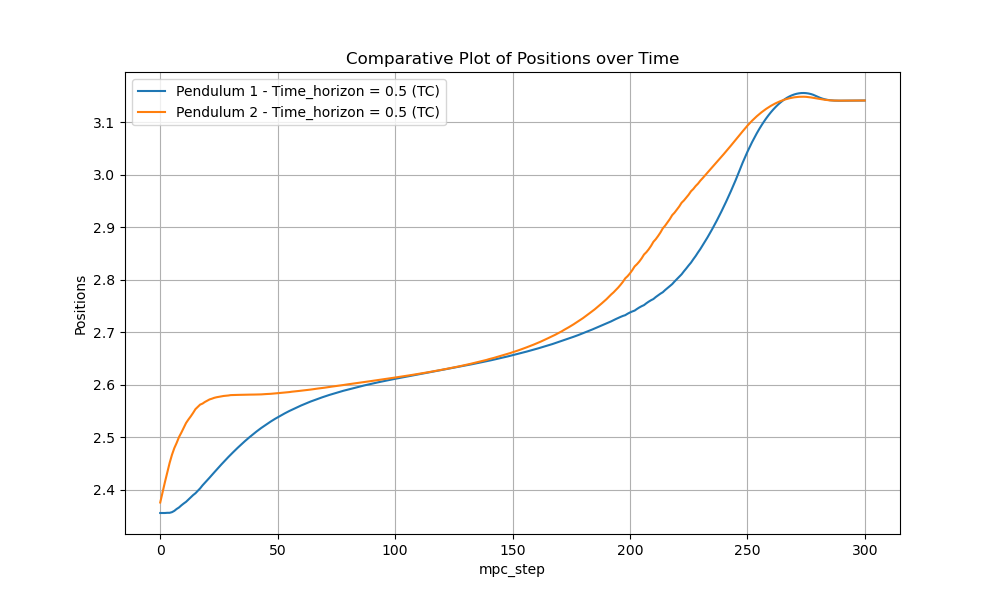 Comparative Plot of Positions over Time
Pendulum 1 - Time_horizon = 0.5 (TC)
Pendulum 2 - Time_horizon = 0.5 (TC)
Positions
3.1
3.0
2.9
2.8
2.7
2.6
2.5
2.4
0 50 100 150 200 250 300
mpc_step